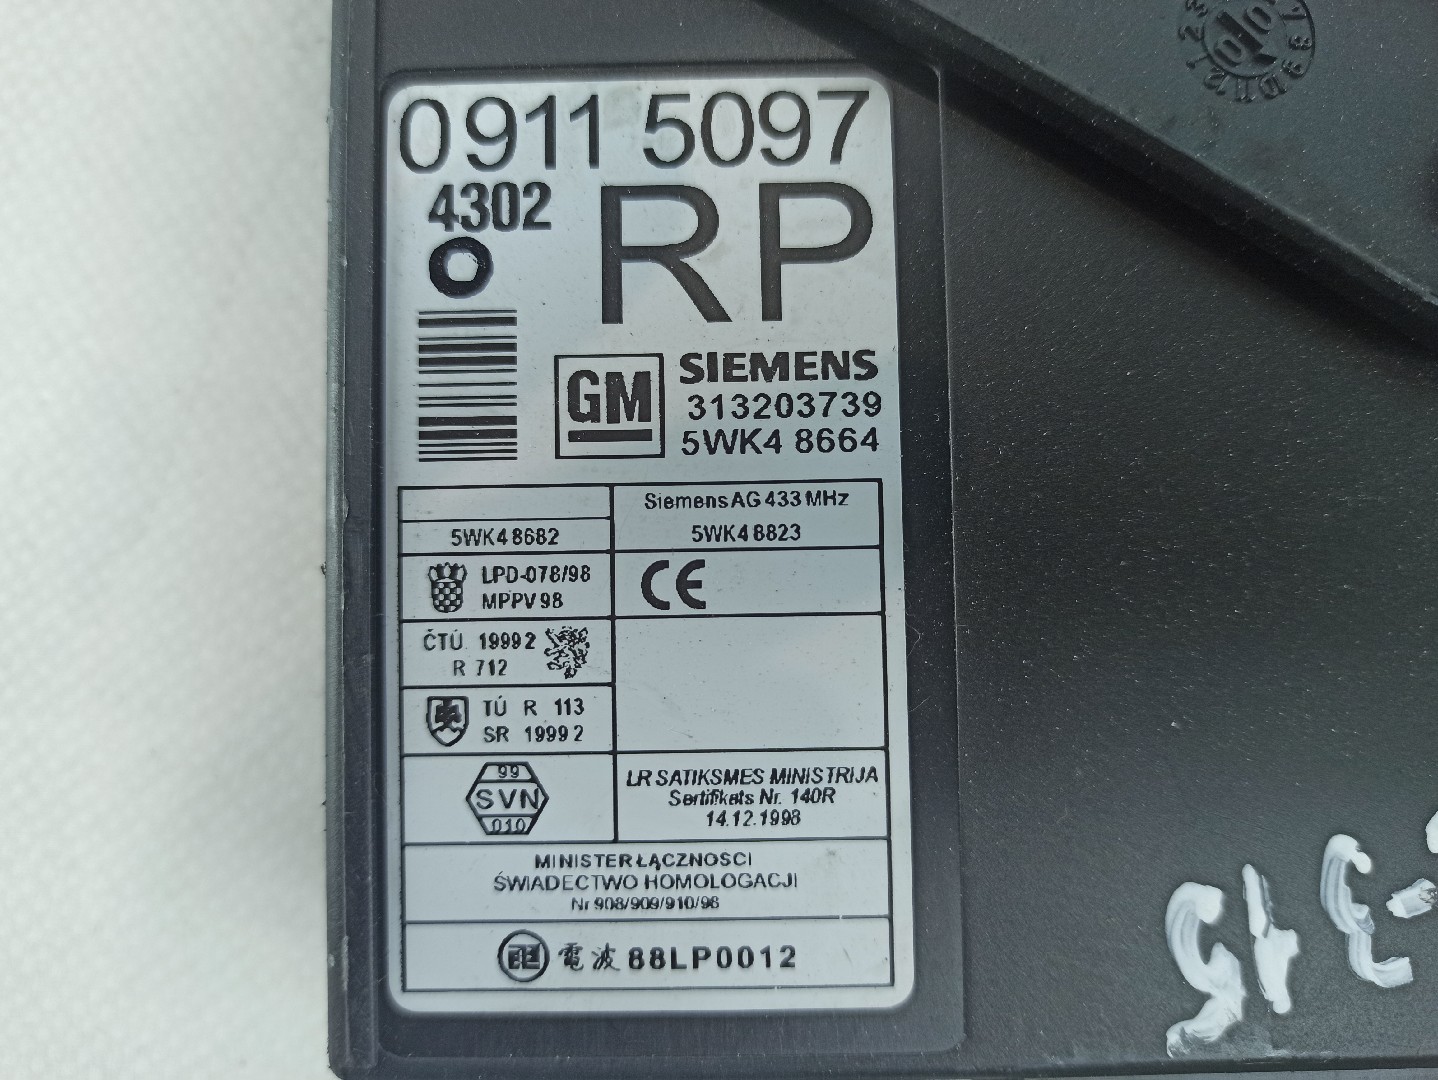 0911 5097
4302
RP
GM
SIEMENS
313203739
5WK4 8664
Siemens AG 433 MHz
5WK4 8682
5WK4 8823
LPD-078/98
MPPV 98
CE
ČTÚ 1999 2
R 712
TÚ R 113
SR 1999 2
99
SVN
010
LR SATIKSMES MINISTRIJA
Sertifikats Nr. 140R
14.12.1998
MINISTER ŁĄCZNOŚCI
ŚWIADECTWO HOMOLOGACJI
Nr 908/909/910/98
電波 88LP0012